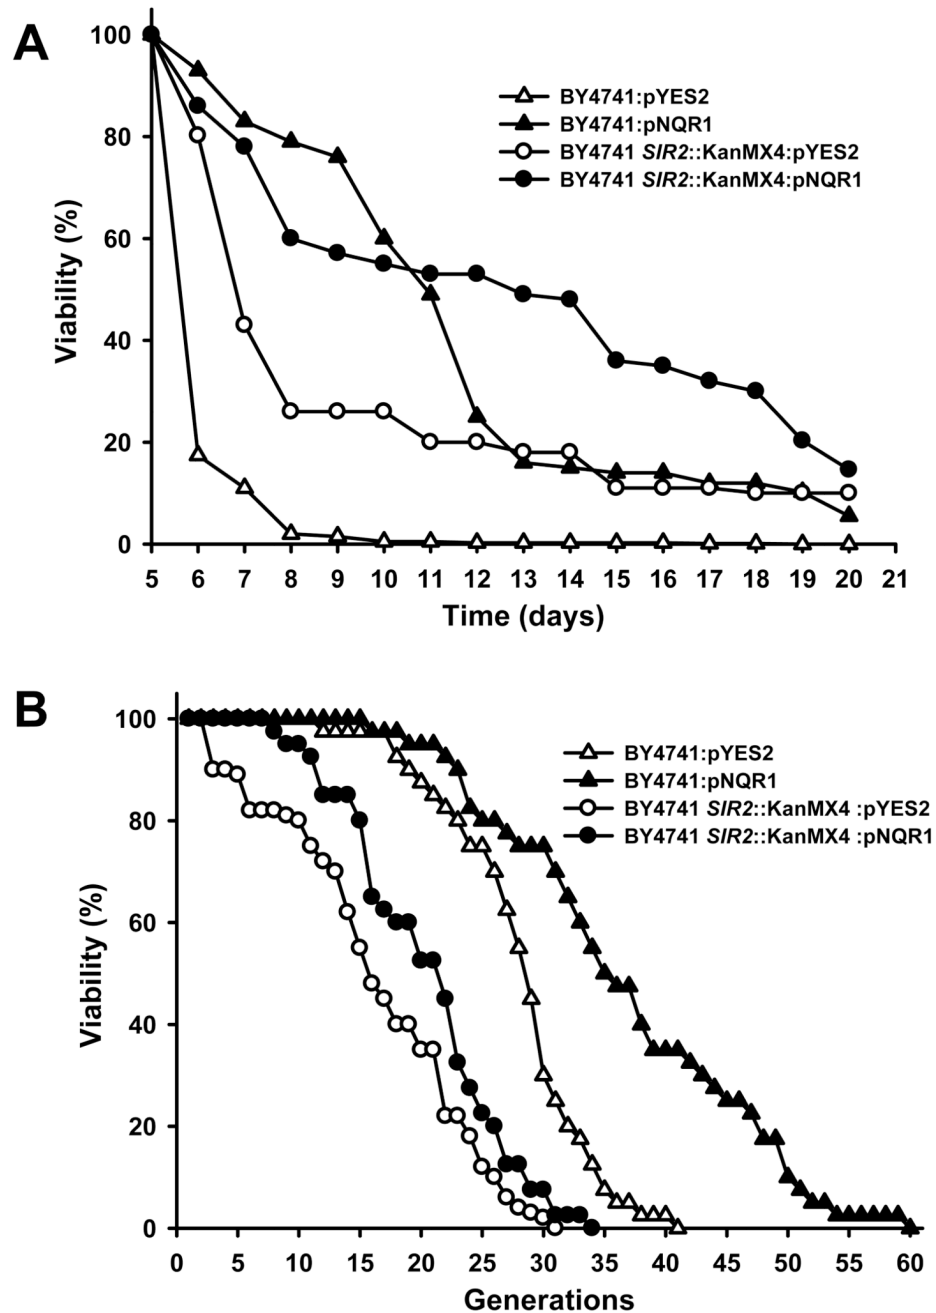 A
100
80
60
40
20
0
Viability (%)
BY4741:pYES2
BY4741:pNQR1
BY4741 SIR2::KanMX4:pYES2
BY4741 SIR2::KanMX4:pNQR1
5 6 7 8 9 10 11 12 13 14 15 16 17 18 19 20 21
Time (days)
B
100
80
60
40
20
0
Viability (%)
BY4741:pYES2
BY4741:pNQR1
BY4741 SIR2::KanMX4 :pYES2
BY4741 SIR2::KanMX4 :pNQR1
0 5 10 15 20 25 30 35 40 45 50 55 60
Generations